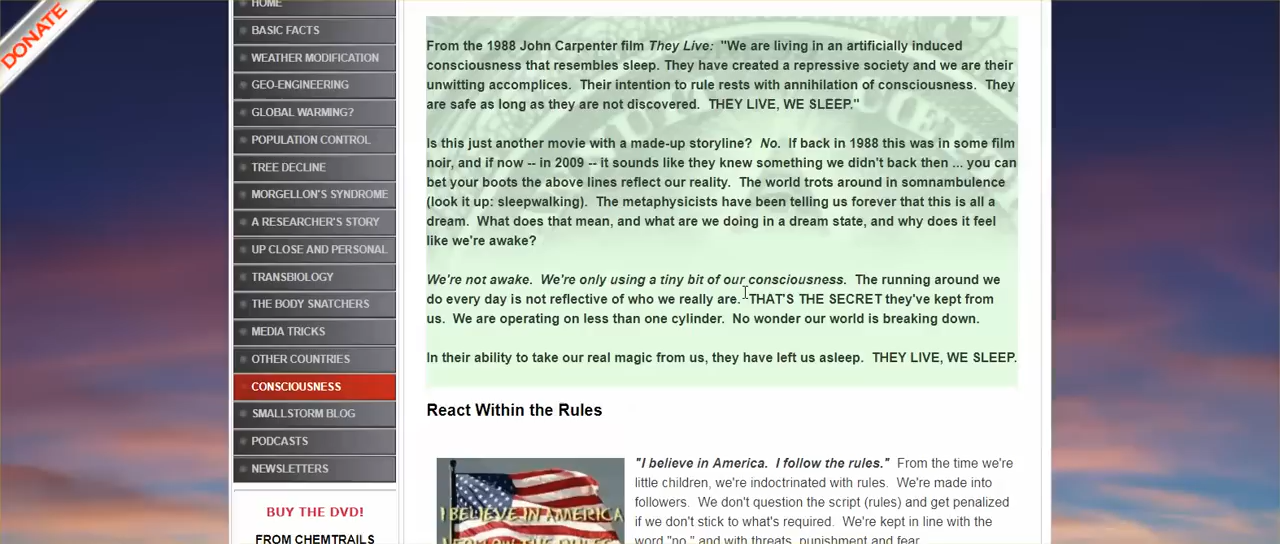 DONATE
HOME
BASIC FACTS
WEATHER MODIFICATION
GEO-ENGINEERING
GLOBAL WARMING?
POPULATION CONTROL
TREE DECLINE
MORGELLON'S SYNDROME
A RESEARCHER'S STORY
UP CLOSE AND PERSONAL
TRANSBIOLOGY
THE BODY SNATCHERS
MEDIA TRICKS
OTHER COUNTRIES
CONSCIOUSNESS
SMALLSTORM BLOG
PODCASTS
NEWSLETTERS
BUY THE DVD!
FROM CHEMTRAILS
From the 1988 John Carpenter film They Live: "We are living in an artificially induced
consciousness that resembles sleep. They have created a repressive society and we are their
unwitting accomplices. Their intention to rule rests with annihilation of consciousness. They
are safe as long as they are not discovered. THEY LIVE, WE SLEEP."
Is this just another movie with a made-up storyline? No. If back in 1988 this was in some film
noir, and if now -- in 2009 -- it sounds like they knew something we didn't back then ... you can
bet your boots the above lines reflect our reality. The world trots around in somnambulence
(look it up: sleepwalking). The metaphysicists have been telling us forever that this is all a
dream. What does that mean, and what are we doing in a dream state, and why does it feel
like we're awake?
We're not awake. We're only using a tiny bit of our consciousness. The running around we
do every day is not reflective of who we really are. THAT'S THE SECRET they've kept from
us. We are operating on less than one cylinder. No wonder our world is breaking down.
In their ability to take our real magic from us, they have left us asleep. THEY LIVE, WE SLEEP.
React Within the Rules
I BELIEVE IN AMERICA
"I believe in America. I follow the rules." From the time we're
little children, we're indoctrinated with rules. We're made into
followers. We don't question the script (rules) and get penalized
if we don't stick to what's required. We're kept in line with the
word "no," and with threats, punishment and fear.